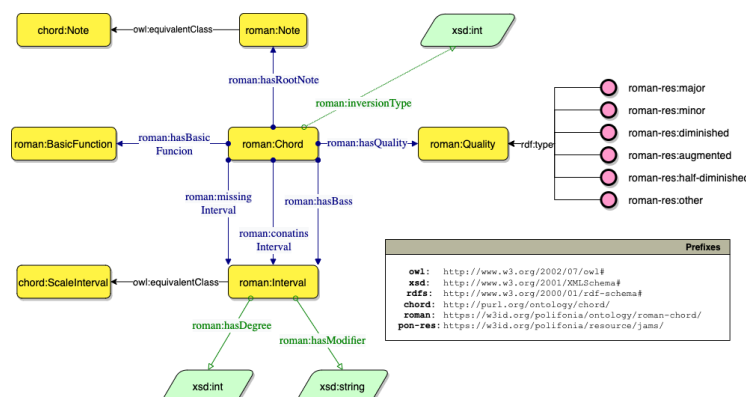 chord:Note
owl:equivalentClass
roman:Note
xsd:int
roman:hasRootNote
roman:inversionType
roman-res:major
roman-res:minor
roman-res:diminished
roman-res:augmented
roman-res:half-diminished
roman-res:other
roman:BasicFunction
roman:hasBasic
Funcion
roman:Chord
roman:hasQuality
roman:Quality
rdf:type
roman:missing
Interval
roman:hasBass
roman:conatins
Interval
chord:ScaleInterval
owl:equivalentClass
roman:Interval
roman:hasDegree
roman:hasModifier
xsd:int
xsd:string
Prefixes
owl: http://www.w3.org/2002/07/owl#
xsd: http://www.w3.org/2001/XMLSchema#
rdfs: http://www.w3.org/2000/01/rdf-schema#
chord: http://purl.org/ontology/chord/
roman: https://w3id.org/polifonia/ontology/roman-chord/
pon-res: https://w3id.org/polifonia/resource/jams/